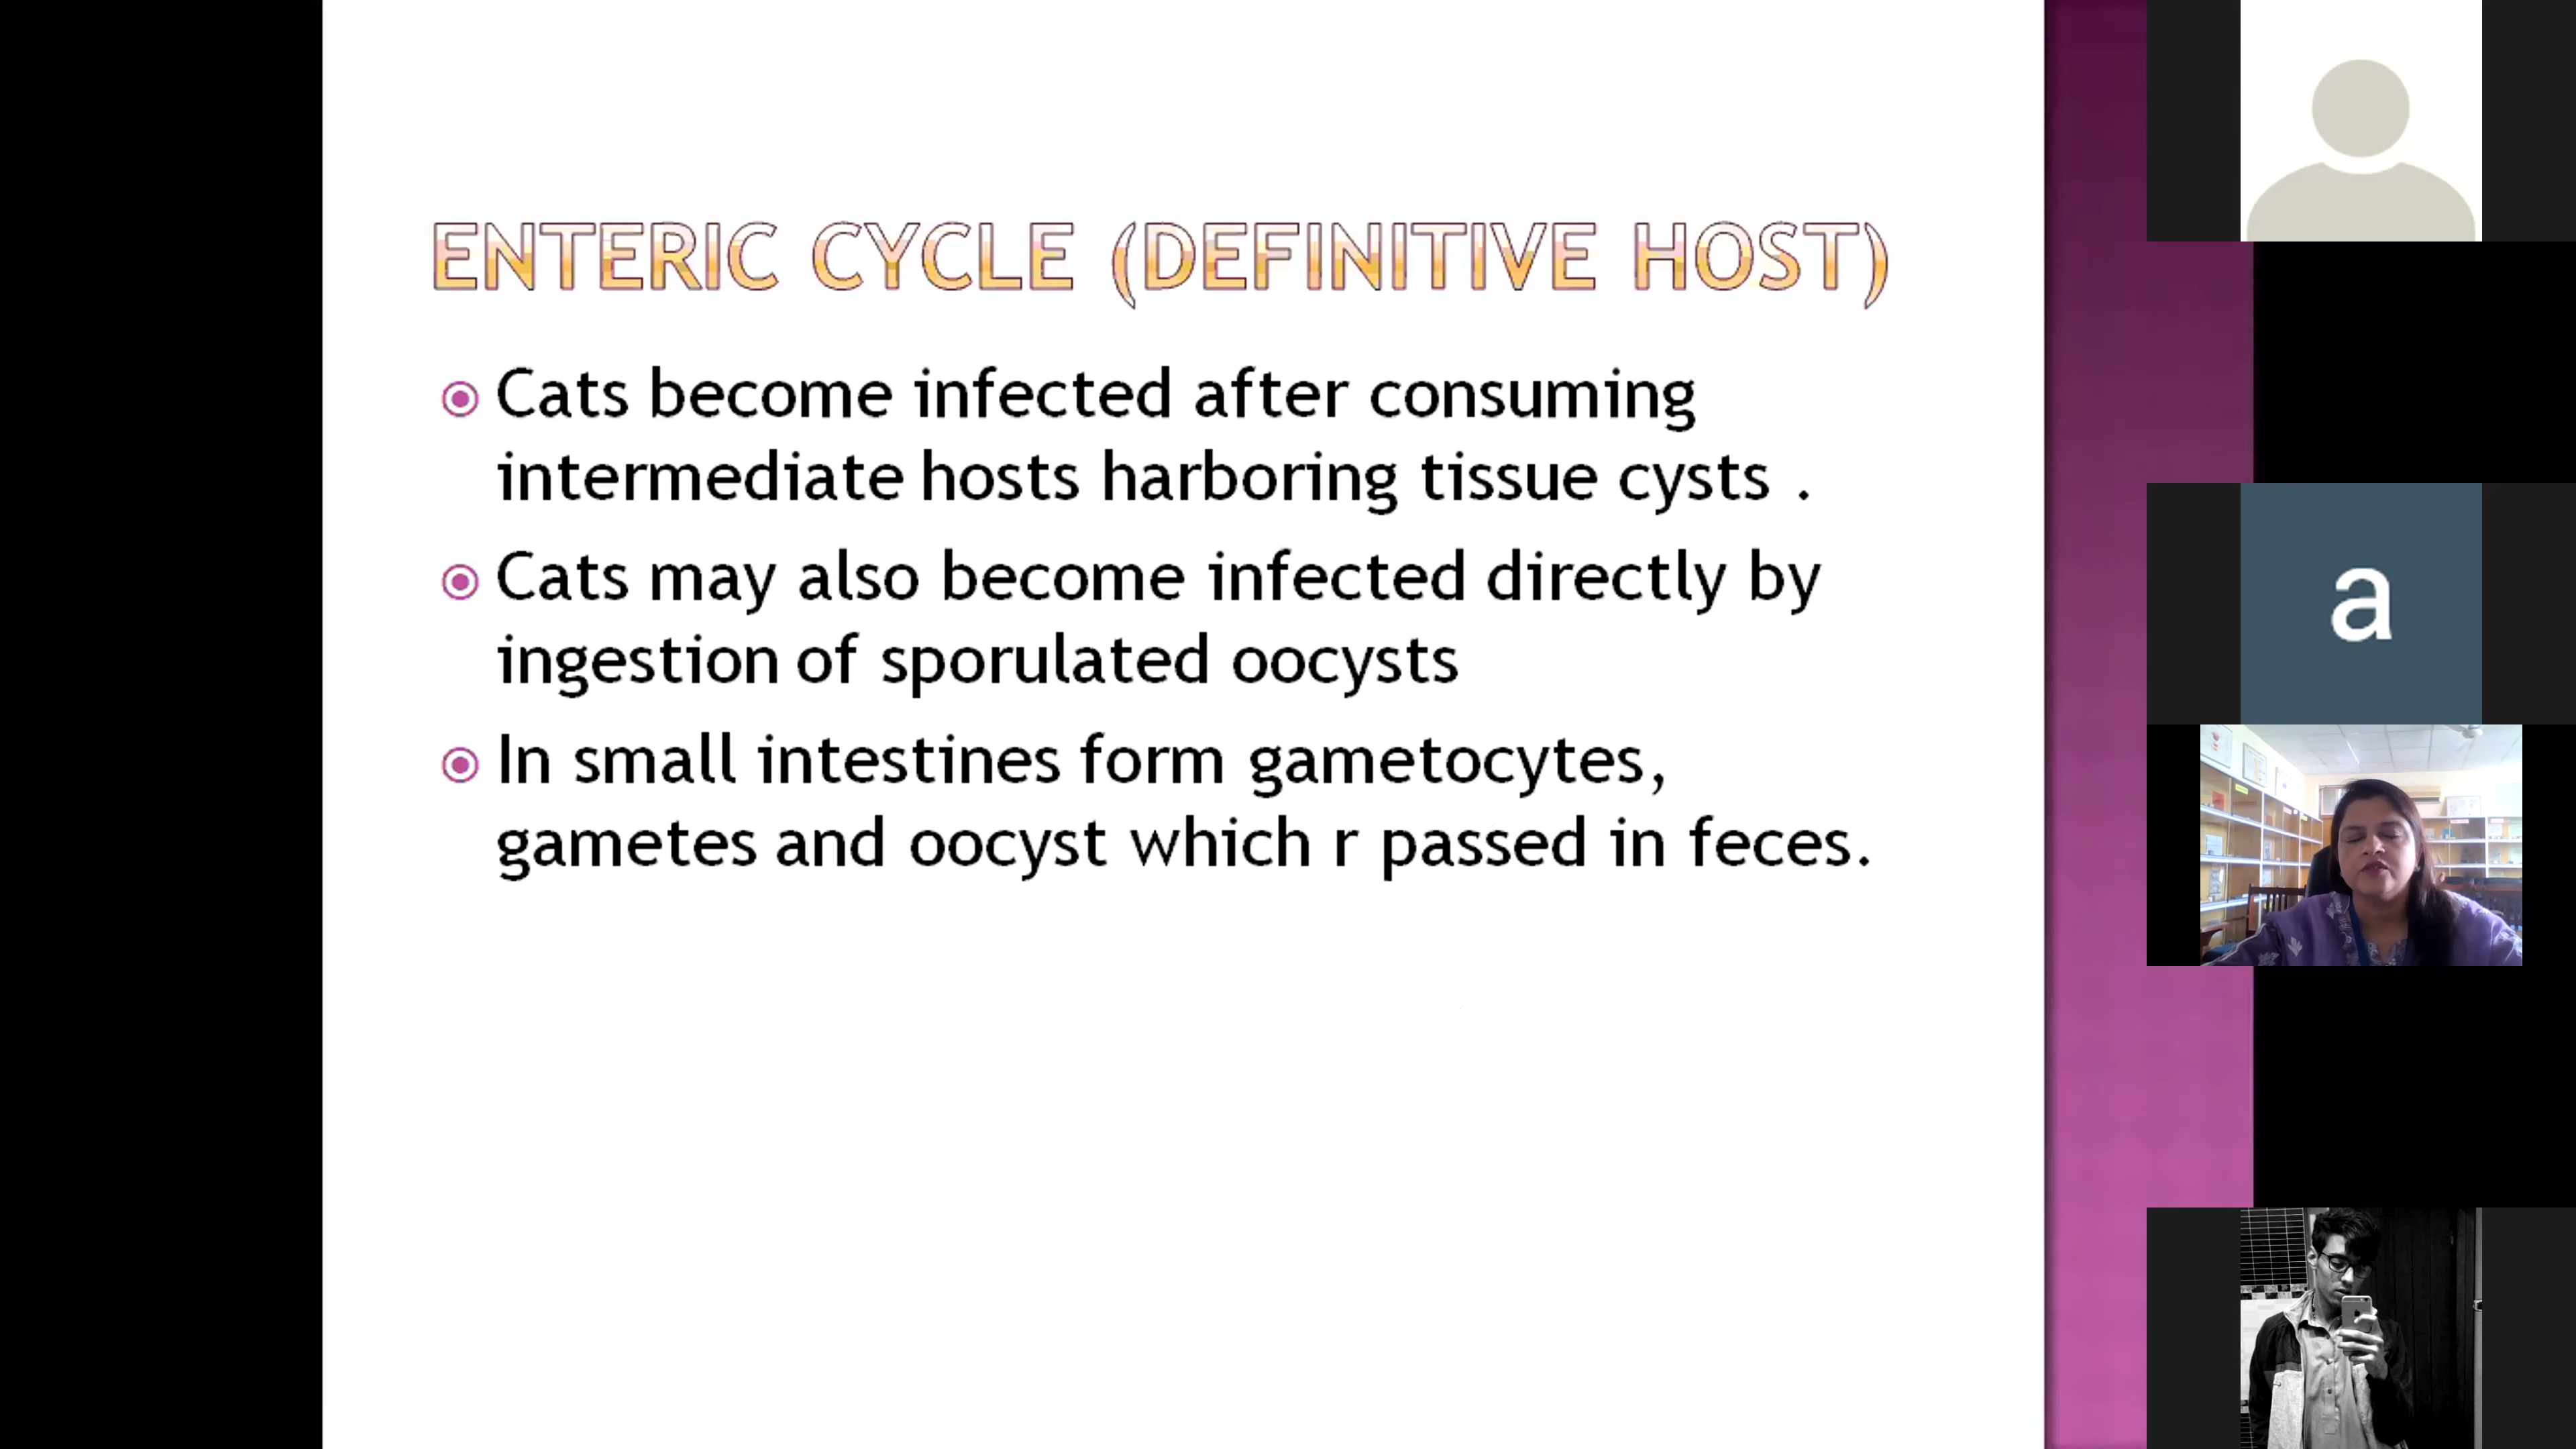 ENTERIC CYCLE (DEFINITIVE HOST)
Cats become infected after consuming
intermediate hosts harboring tissue cysts .
Cats may also become infected directly by
ingestion of sporulated oocysts
In small intestines form gametocytes,
gametes and oocyst which r passed in feces.
a